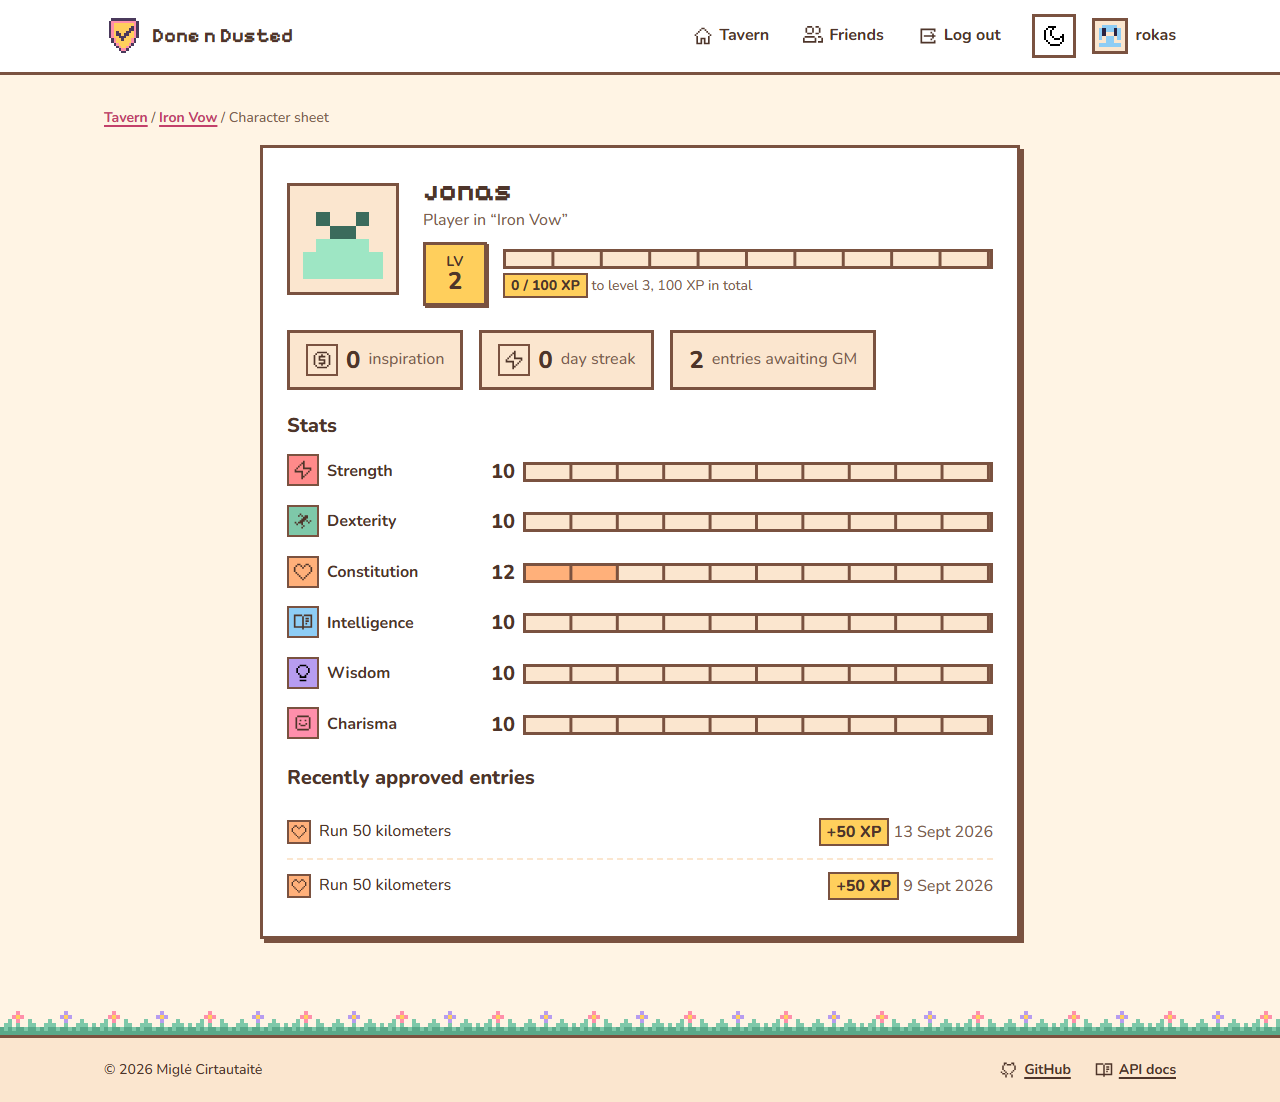 Done n Dusted
Tavern
Friends
Log out
rokas
Tavern / Iron Vow / Character sheet
Jonas
Player in “Iron Vow”
LV
2
0 / 100 XP to level 3, 100 XP in total
0 inspiration
0 day streak
2 entries awaiting GM
Stats
Strength 10
Dexterity 10
Constitution 12
Intelligence 10
Wisdom 10
Charisma 10
Recently approved entries
Run 50 kilometers +50 XP 13 Sept 2026
Run 50 kilometers +50 XP 9 Sept 2026
© 2026 Miglė Cirtautaitė
GitHub
API docs